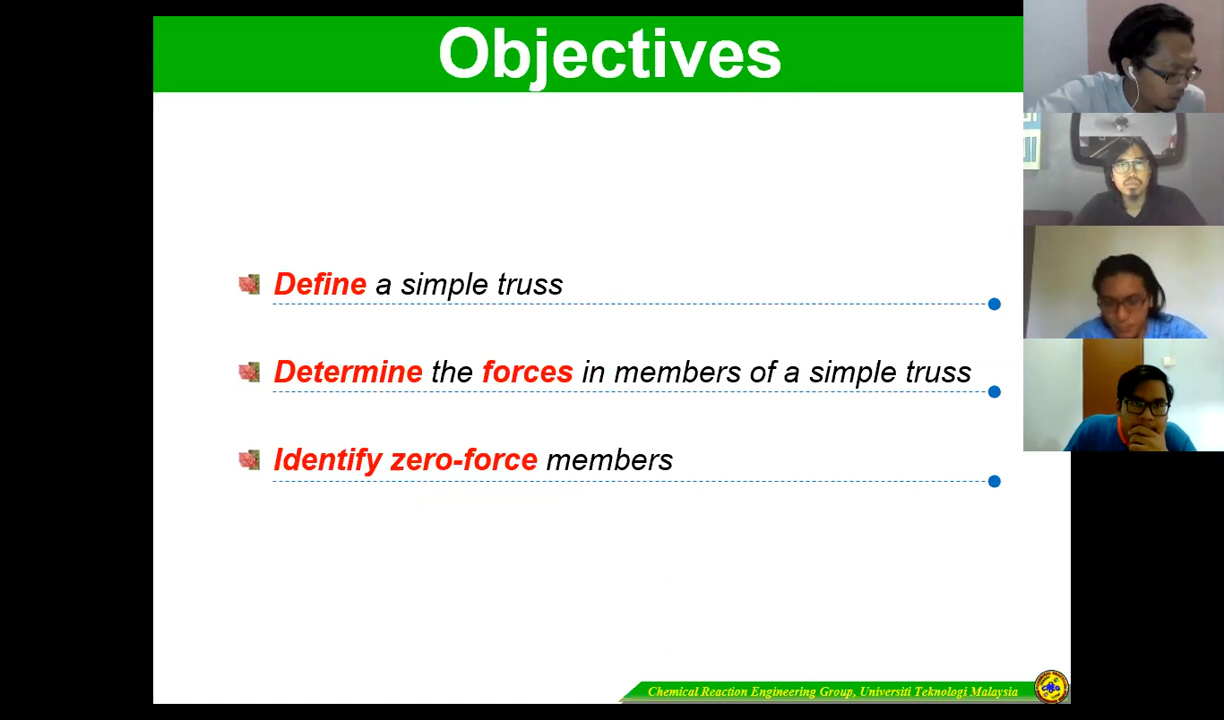 Objectives
Define a simple truss
Determine the forces in members of a simple truss
Identify zero-force members
Chemical Reaction Engineering Group, Universiti Teknologi Malaysia